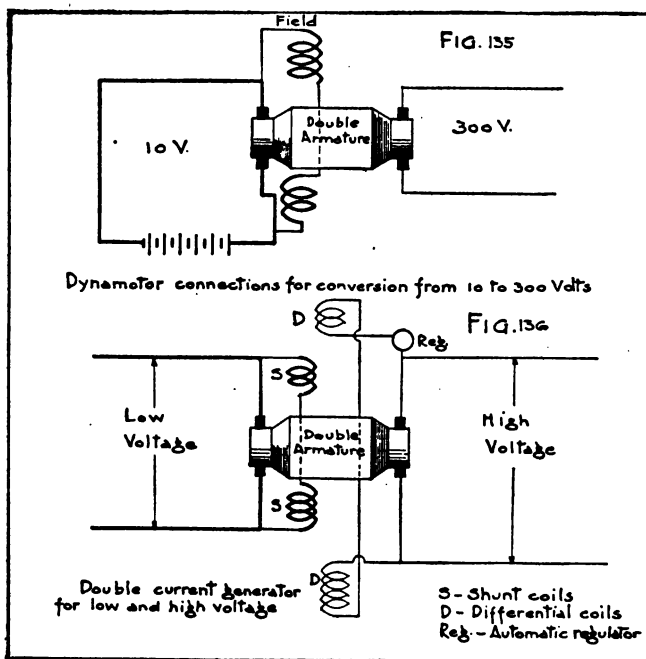 Field
FIG. 135
Double
Armature
10 V.
300 V.
Dynamotor connections for conversion from 10 to 300 Volts
D
FIG. 136
Reg.
S
Low
Voltage
Double
Armature
High
Voltage
S
D
Double current generator
for low and high voltage
S - Shunt coils
D - Differential coils
Reg. - Automatic regulator